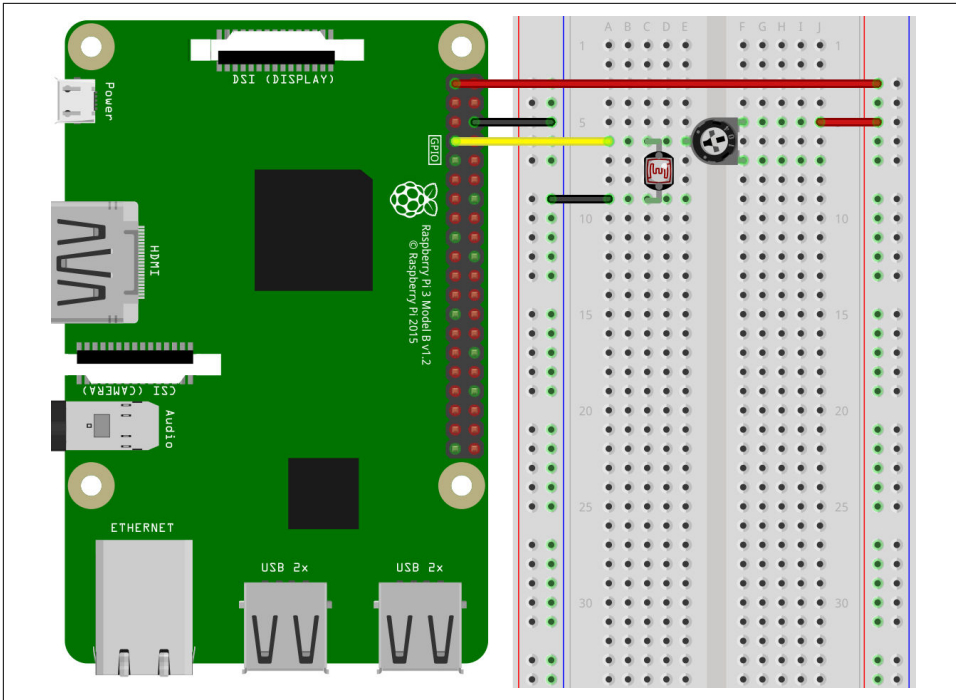 DSI (DISPLAY)
Power
GPIO
HDMI
Raspberry Pi 3 Model B v1.2
© Raspberry Pi 2015
CSI (CAMERA)
Audio
ETHERNET
USB 2x
USB 2x
A B C D E F G H I J
1 1
5
10 10
15 15
20 20
25 25
30 30